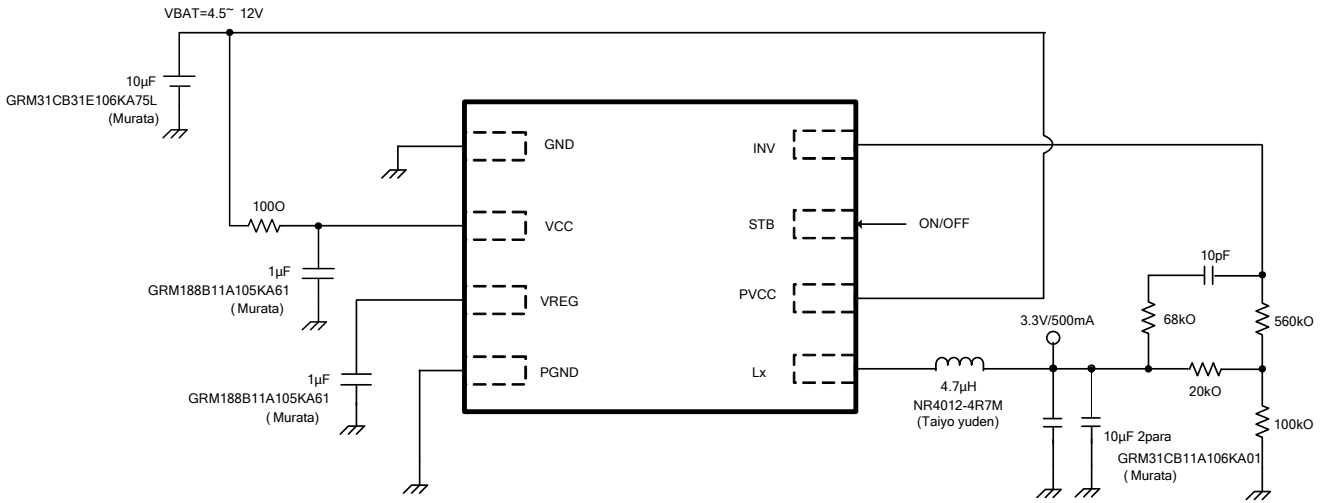 VBAT=4.5~ 12V
10µF
GRM31CB31E106KA75L
(Murata)
GND
INV
100O
VCC
STB
ON/OFF
1µF
GRM188B11A105KA61
( Murata)
10pF
VREG
PVCC
3.3V/500mA
68kO
560kO
1µF
GRM188B11A105KA61
( Murata)
PGND
Lx
4.7µH
NR4012-4R7M
(Taiyo yuden)
20kO
10µF 2para
GRM31CB11A106KA01
( Murata)
100kO